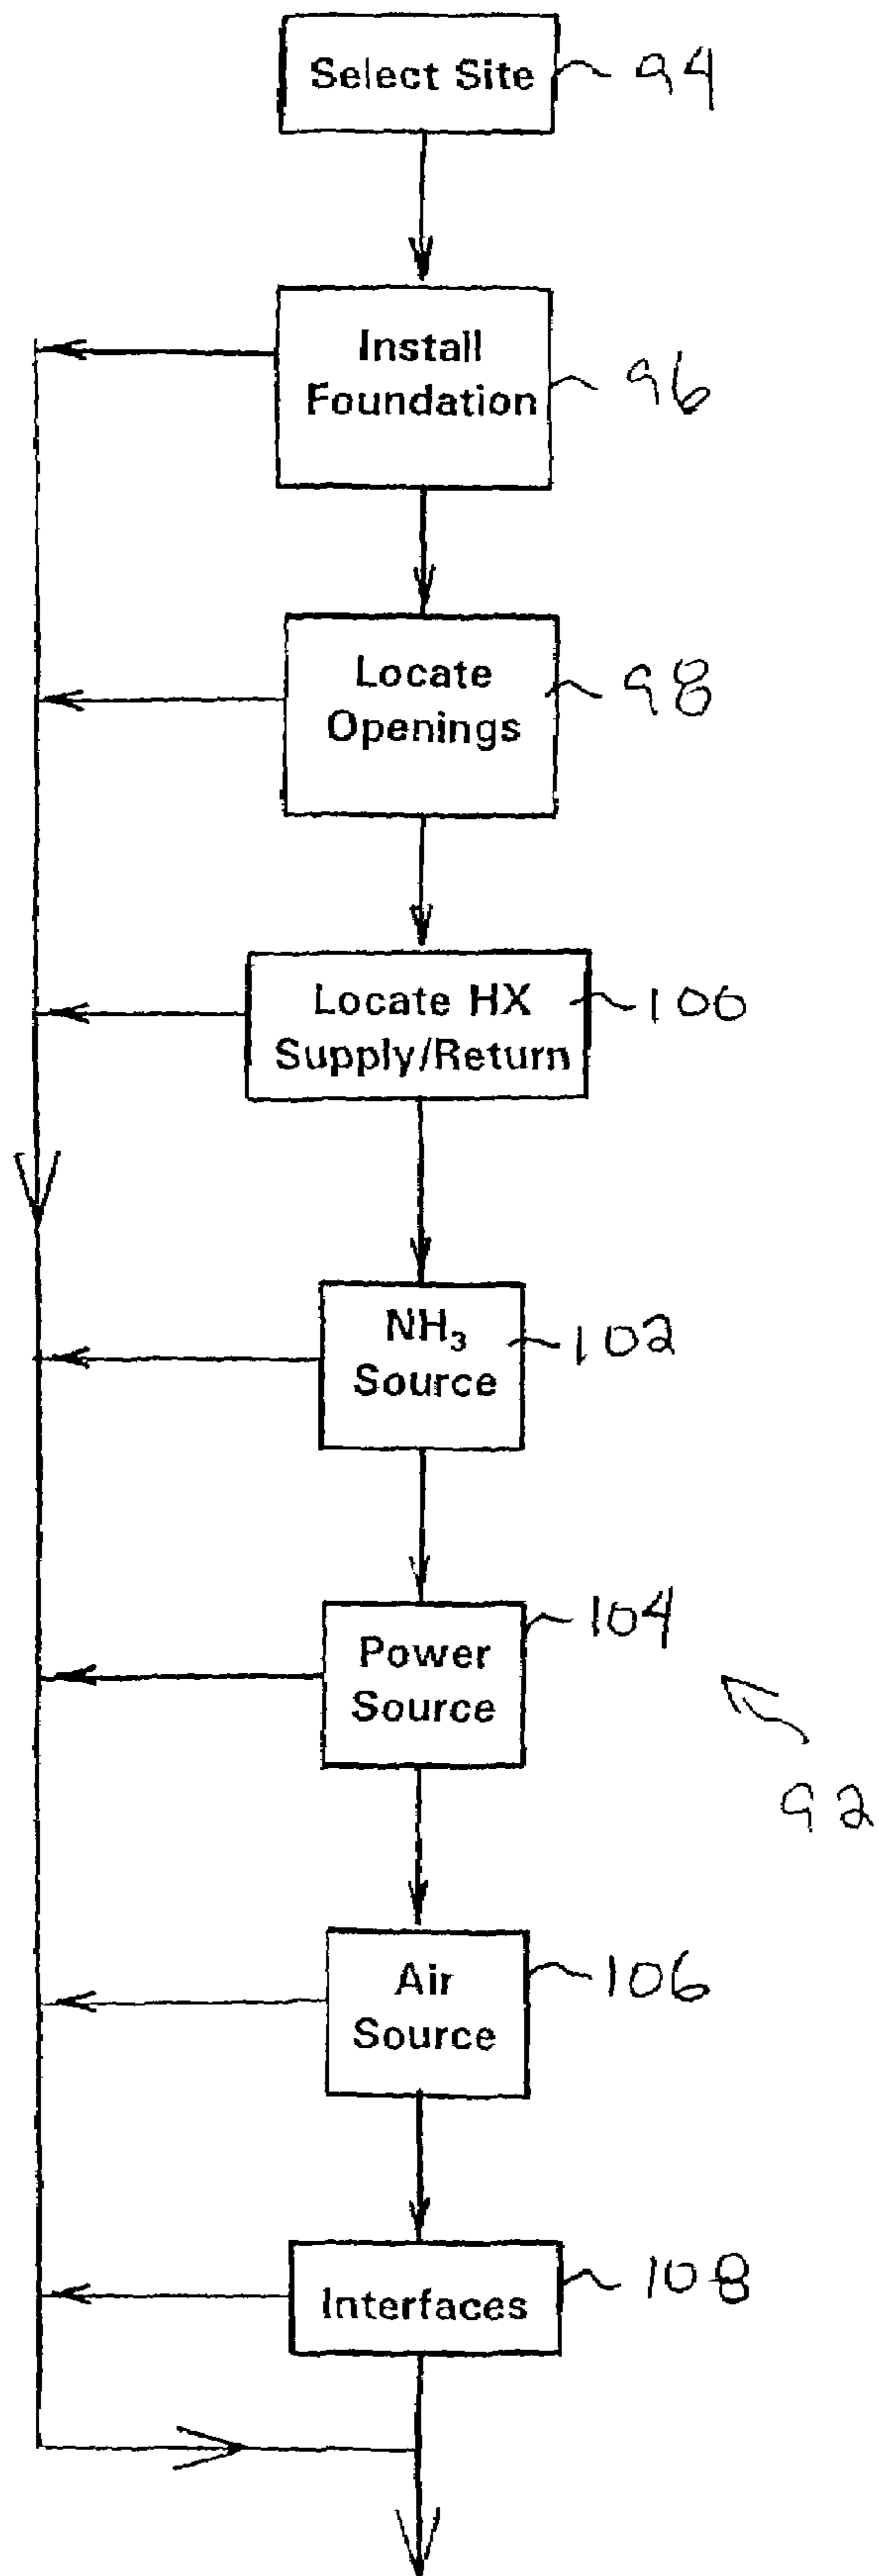 Select Site 94
Install
Foundation 96
Locate
Openings 98
Locate HX 100
Supply/Return
NH₃ 102
Source
104
Power
Source
92
Air 106
Source
Interfaces 108